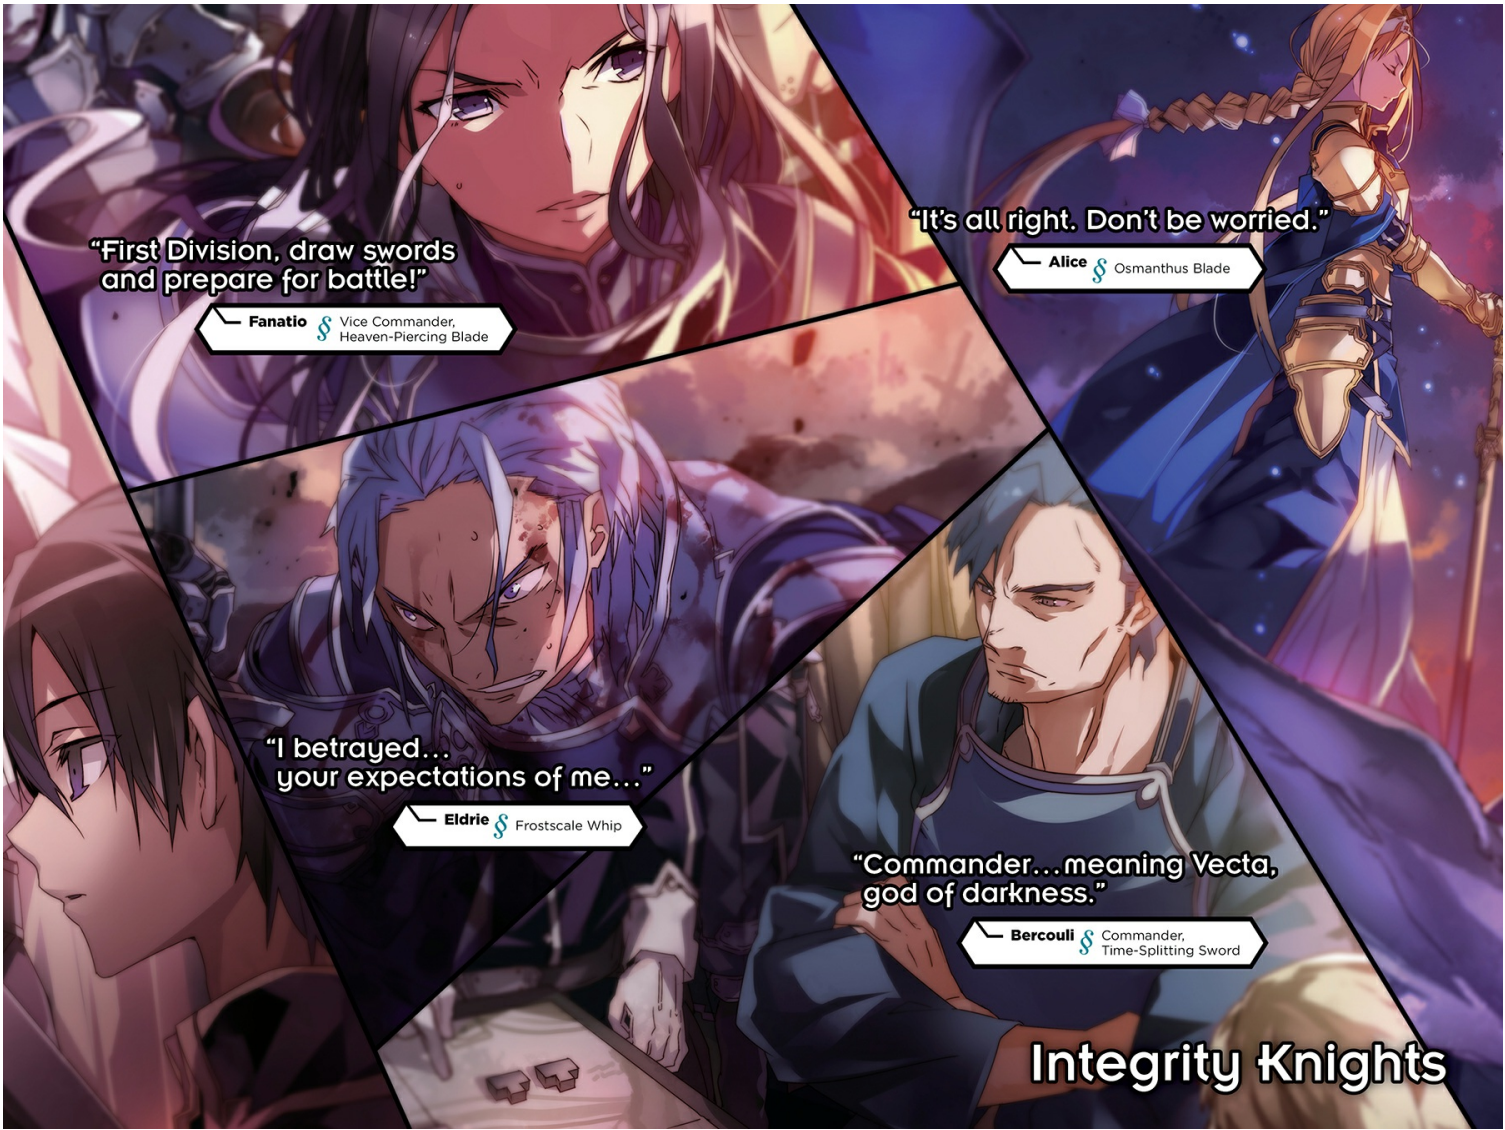 “First Division, draw swords
and prepare for battle!”
Fanatio § Vice Commander,
Heaven-Piercing Blade
“It’s all right. Don’t be worried.”
Alice § Osmanthus Blade
“I betrayed…
your expectations of me…”
Eldrie § Frostscale Whip
“Commander…meaning Vecta,
god of darkness.”
Bercouli § Commander,
Time-Splitting Sword
Integrity Knights